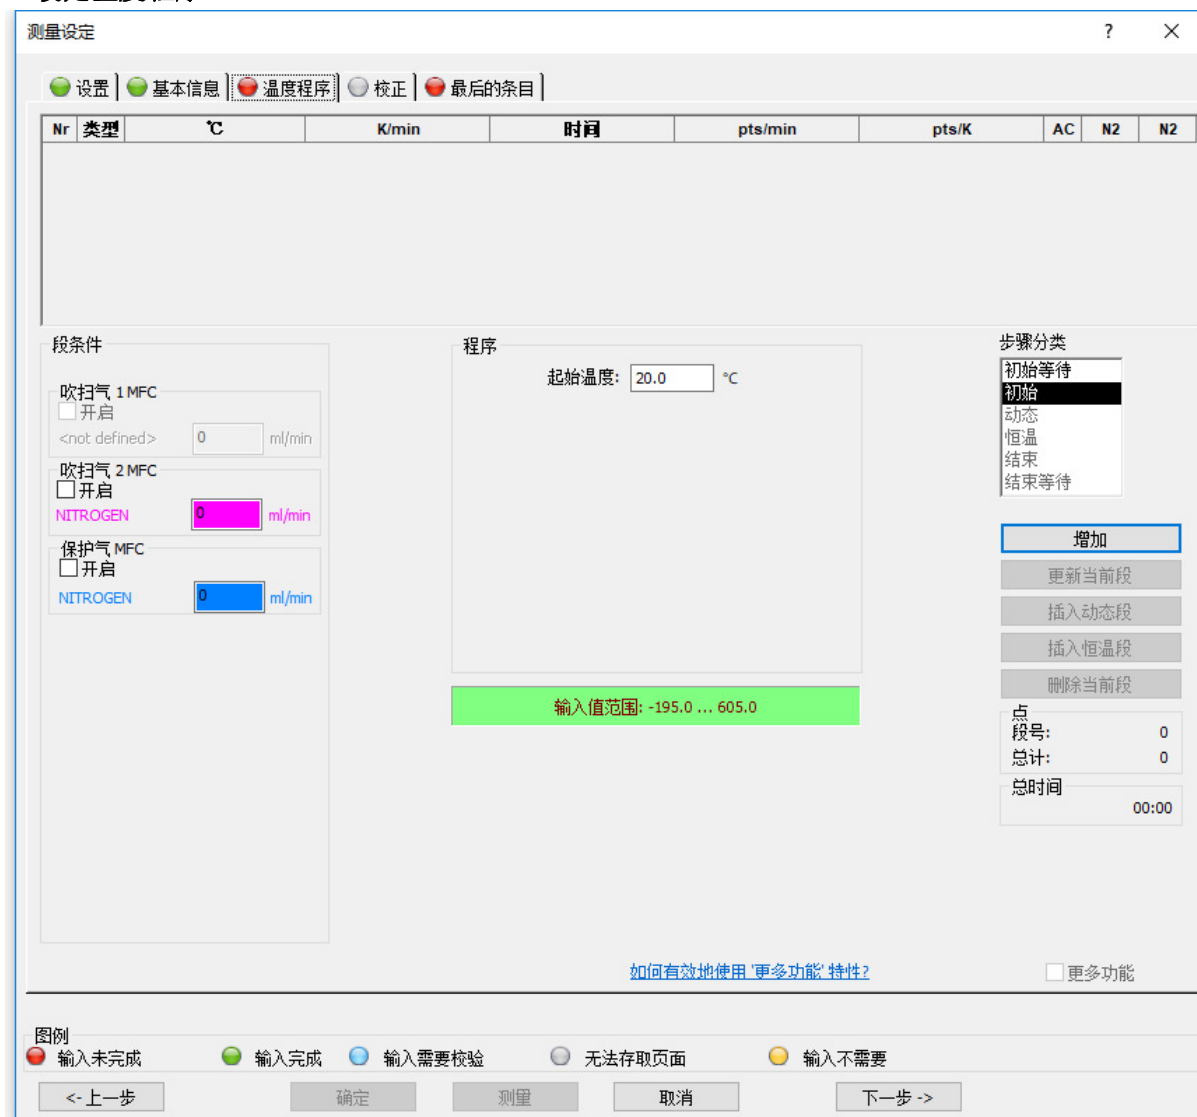 测量设定 ? ×
设置 基本信息 温度程序 校正 最后的条目
Nr 类型 ℃ K/min 时间 pts/min pts/K AC N2 N2
段条件
吹扫气 1 MFC
开启
<not defined> 0 ml/min
吹扫气 2 MFC
开启
NITROGEN 0 ml/min
保护气 MFC
开启
NITROGEN 0 ml/min
程序
起始温度: 20.0 °C
输入值范围: -195.0 ... 605.0
步骤分类
初始等待
初始
动态
恒温
结束
结束等待
增加
更新当前段
插入动态段
插入恒温段
删除当前段
点
段号: 0
总计: 0
总时间
00:00
如何有效地使用 '更多功能' 特性?
更多功能
图例
输入未完成 输入完成 输入需要校验 无法存取页面 输入不需要
<- 上一步 确定 测量 取消 下一步 ->